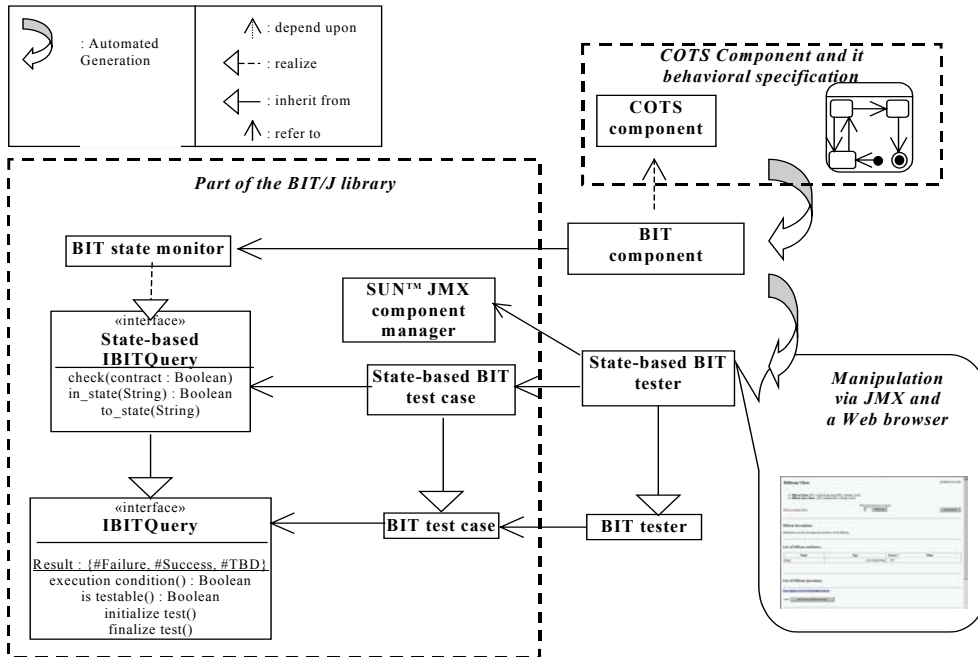 : Automated
Generation
: depend upon
: realize
: inherit from
: refer to
COTS Component and it
behavioral specification
COTS
component
Part of the BIT/J library
BIT state monitor
BIT
component
SUN™ JMX
component
manager
«interface»
State-based
IBITQuery
check(contract : Boolean)
in_state(String) : Boolean
to_state(String)
State-based BIT
test case
State-based BIT
tester
Manipulation
via JMX and
a Web browser
«interface»
IBITQuery
Result : {#Failure, #Success, #TBD}
execution condition() : Boolean
is testable() : Boolean
initialize test()
finalize test()
BIT test case
BIT tester
MBean View